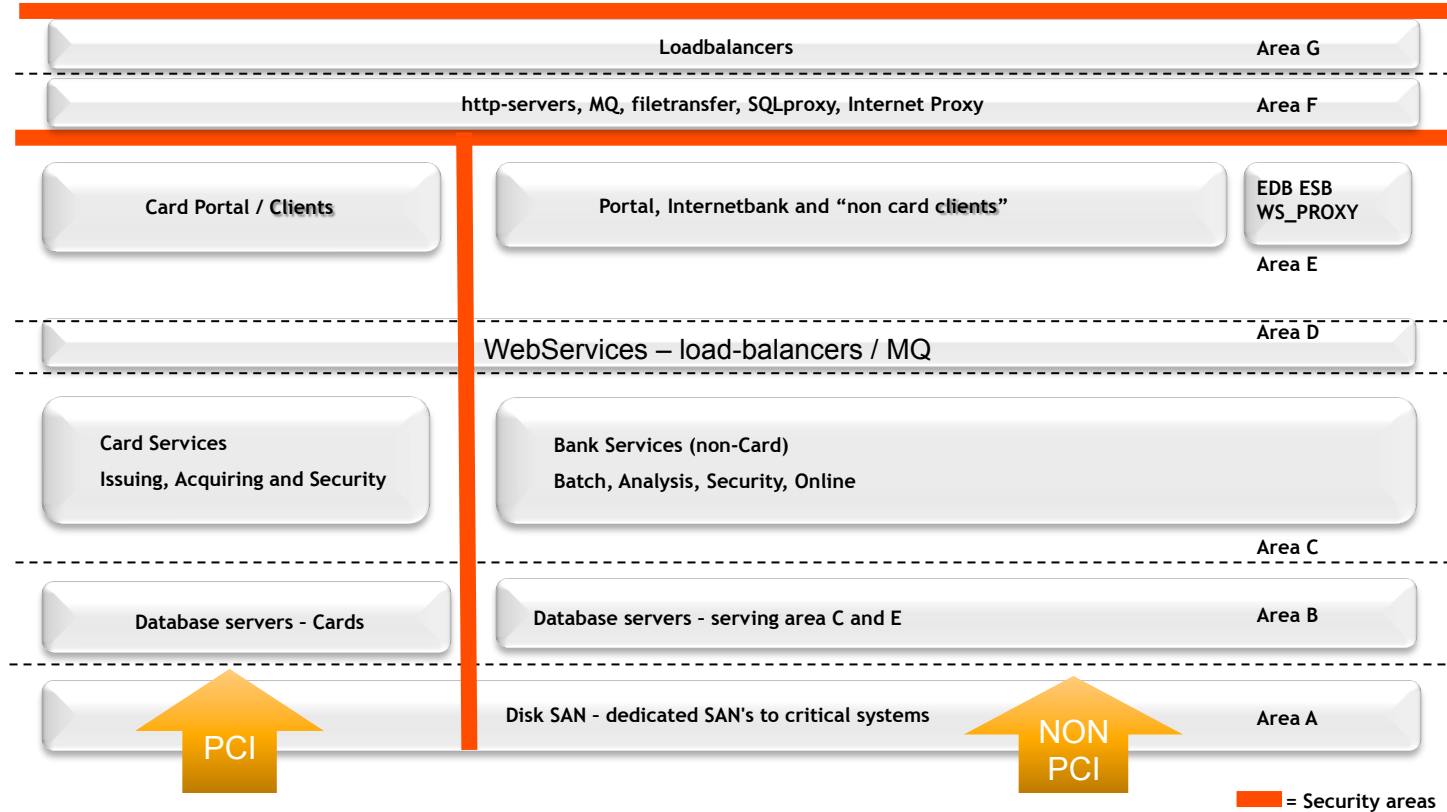 Loadbalancers
Area G
http-servers, MQ, filetransfer, SQLproxy, Internet Proxy
Area F
Card Portal / Clients
Portal, Internetbank and “non card clients”
EDB ESB
WS_PROXY
Area E
Area D
WebServices – load-balancers / MQ
Card Services
Issuing, Acquiring and Security
Bank Services (non-Card)
Batch, Analysis, Security, Online
Area C
Database servers – Cards
Database servers – serving area C and E
Area B
Disk SAN – dedicated SAN's to critical systems
Area A
PCI
NON
PCI
= Security areas